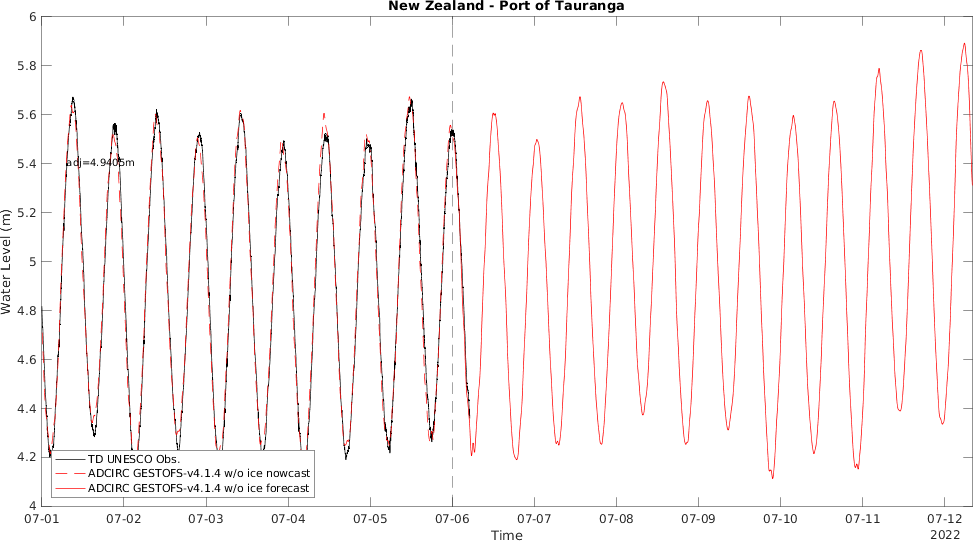 New Zealand - Port of Tauranga
6
5.8
5.6
5.4
5.2
5
4.8
4.6
4.4
4.2
4
Water Level (m)
adj=4.9405m
TD UNESCO Obs.
ADCIRC GESTOFS-v4.1.4 w/o ice nowcast
ADCIRC GESTOFS-v4.1.4 w/o ice forecast
07-01 07-02 07-03 07-04 07-05 07-06 07-07 07-08 07-09 07-10 07-11 07-12
Time
2022